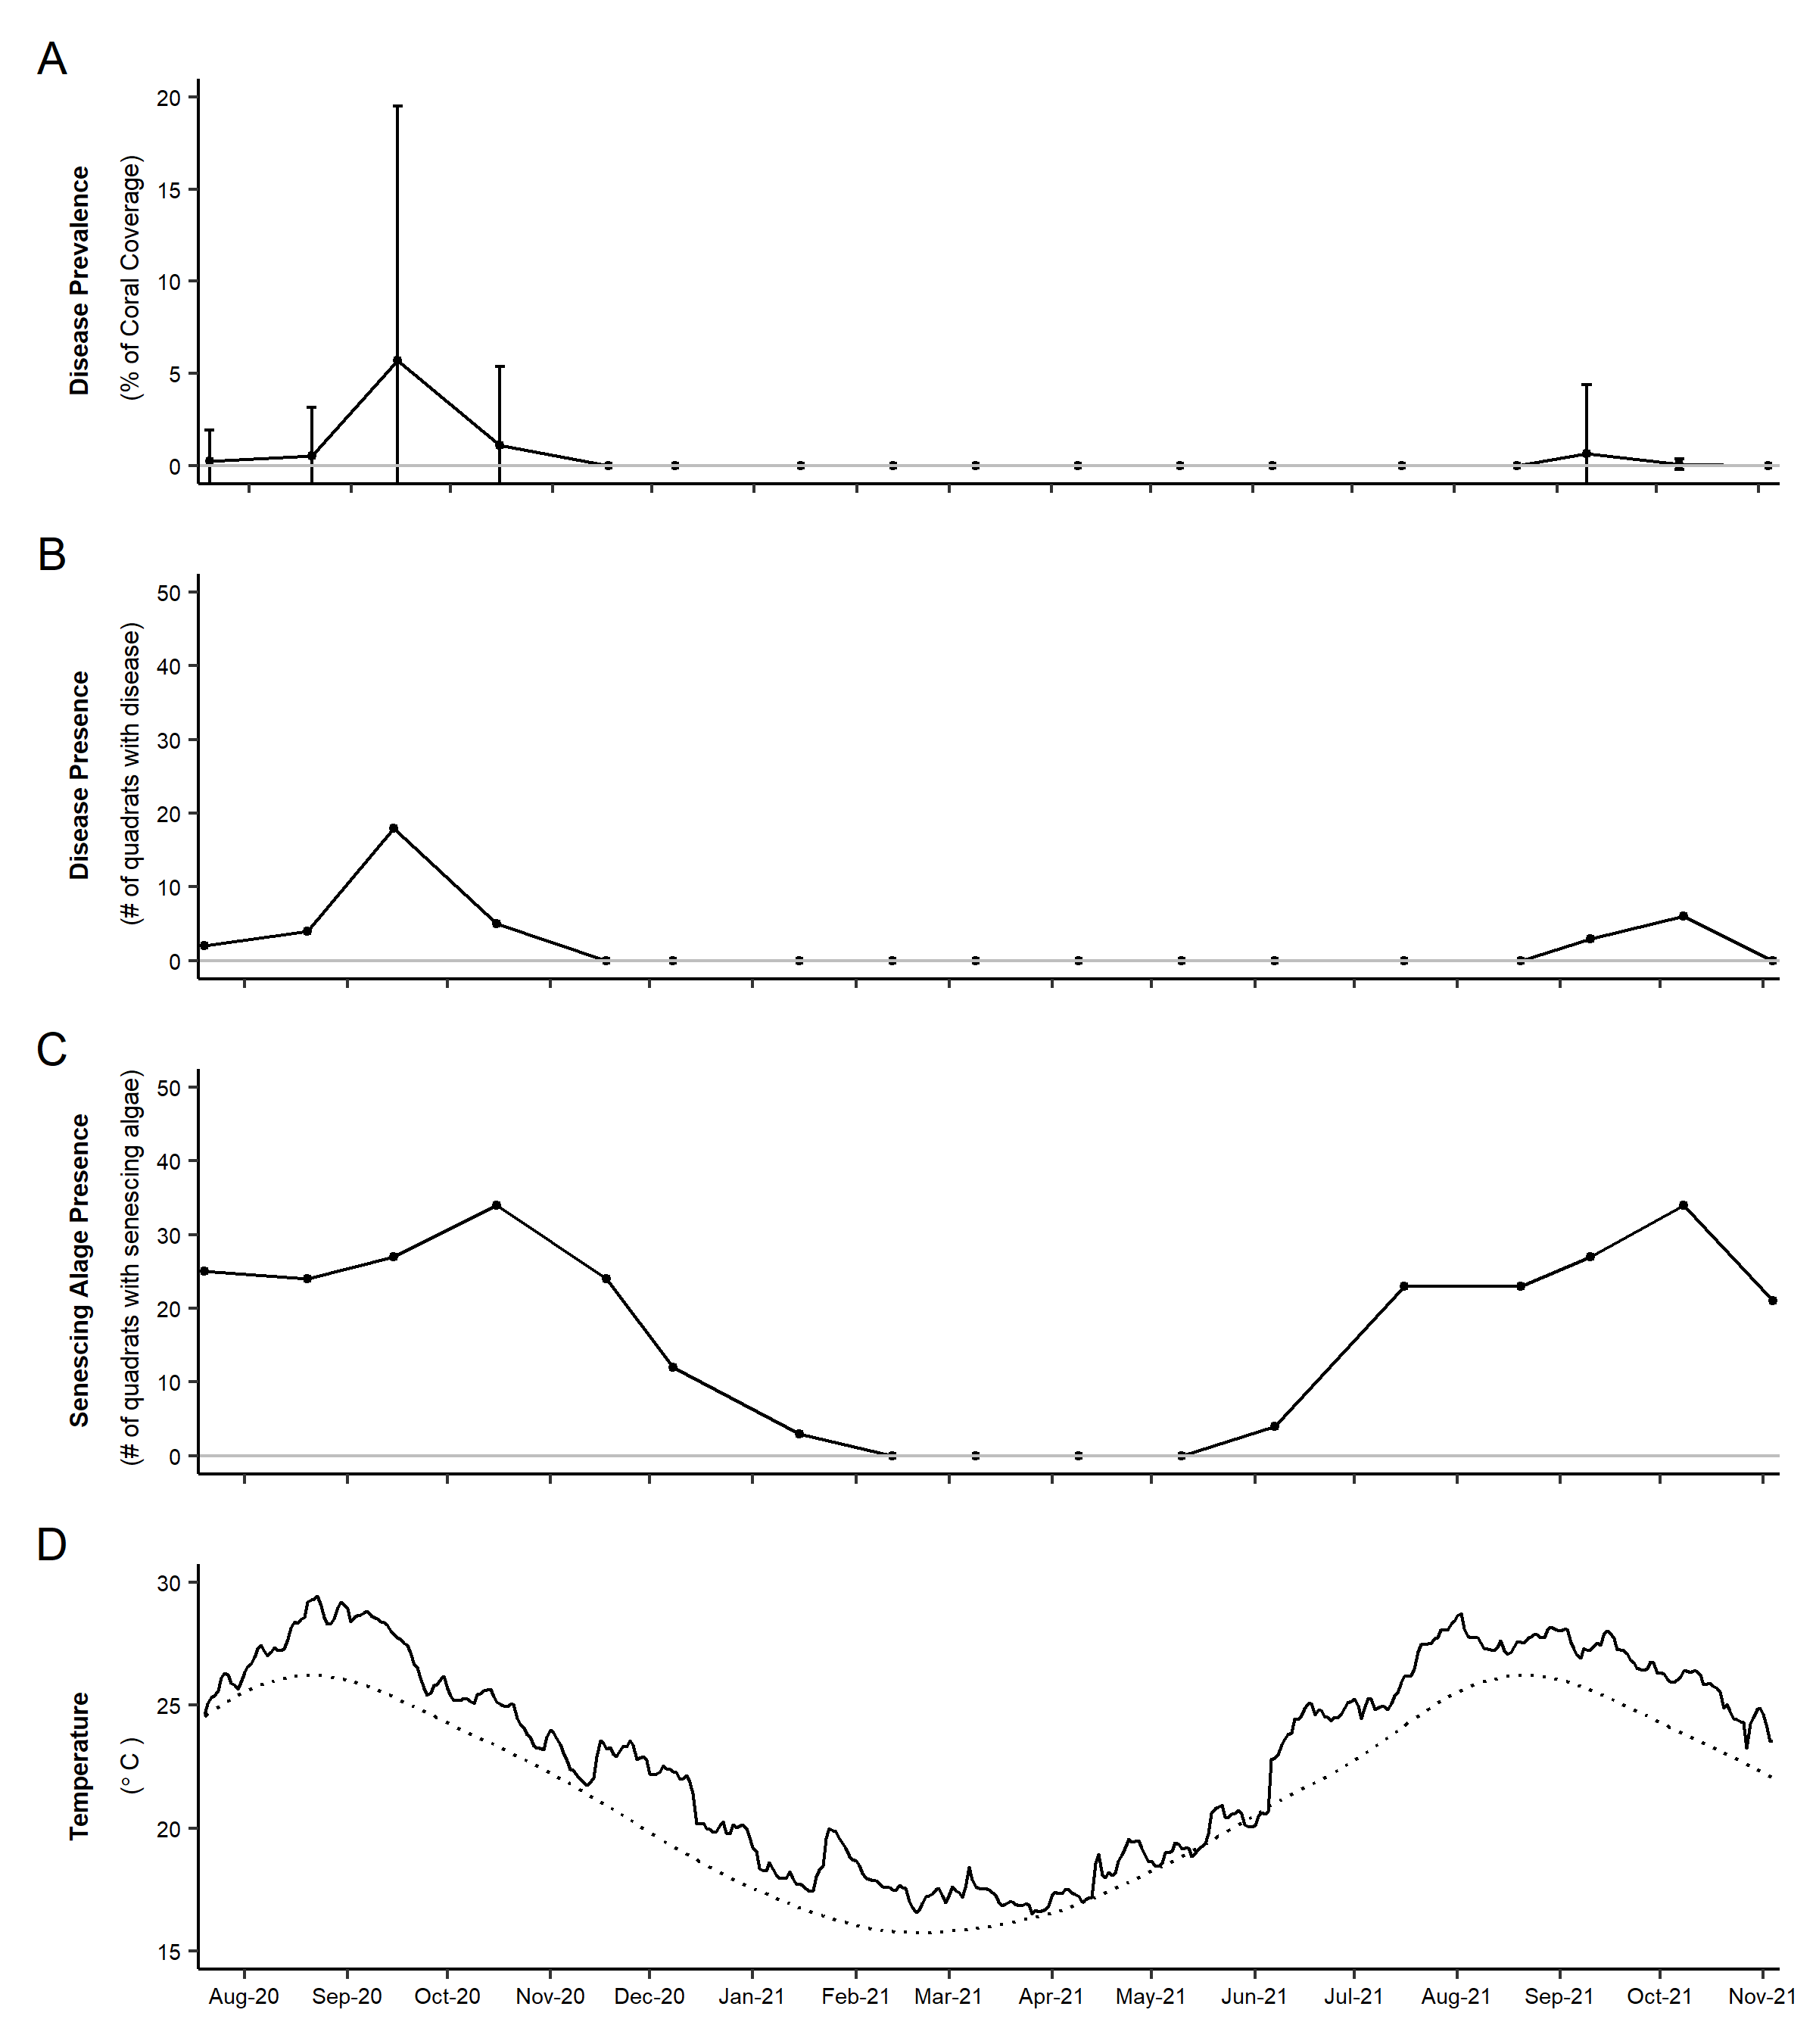 A
Disease Prevalence
(% of Coral Coverage)
20
15
10
5
0
B
Disease Presence
(# of quadrats with disease)
50
40
30
20
10
0
C
Senescing Alage Presence
(# of quadrats with senescing algae)
50
40
30
20
10
0
D
Temperature
(° C )
30
25
20
15
Aug-20 Sep-20 Oct-20 Nov-20 Dec-20 Jan-21 Feb-21 Mar-21 Apr-21 May-21 Jun-21 Jul-21 Aug-21 Sep-21 Oct-21 Nov-21